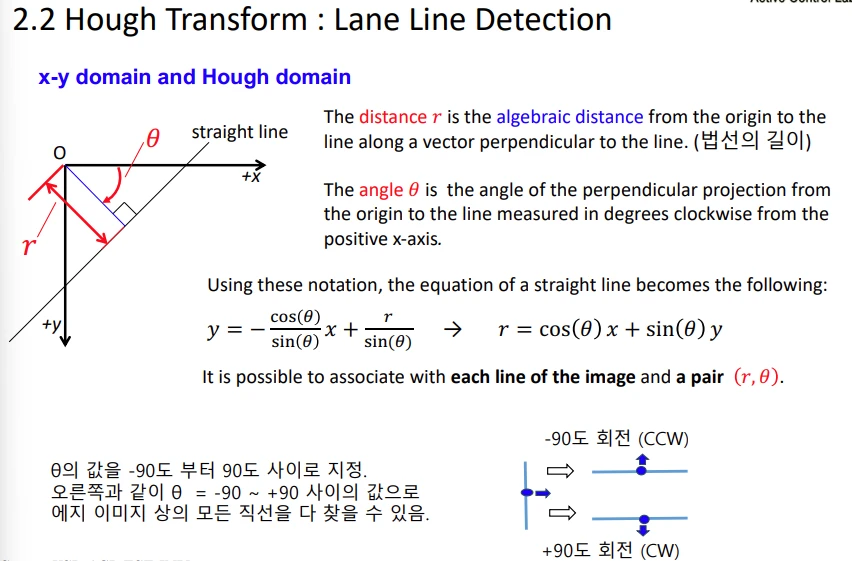 2.2 Hough Transform : Lane Line Detection
x-y domain and Hough domain
θ
straight line
O
+x
r
+y
The distance r is the algebraic distance from the origin to the
line along a vector perpendicular to the line. (법선의 길이)
The angle θ is the angle of the perpendicular projection from
the origin to the line measured in degrees clockwise from the
positive x-axis.
Using these notation, the equation of a straight line becomes the following:
y = − cos(θ)/sin(θ) x + r/sin(θ) → r = cos(θ) x + sin(θ) y
It is possible to associate with each line of the image and a pair (r, θ).
θ의 값을 -90도 부터 90도 사이로 지정.
오른쪽과 같이 θ = -90 ~ +90 사이의 값으로
에지 이미지 상의 모든 직선을 다 찾을 수 있음.
-90도 회전 (CCW)
+90도 회전 (CW)